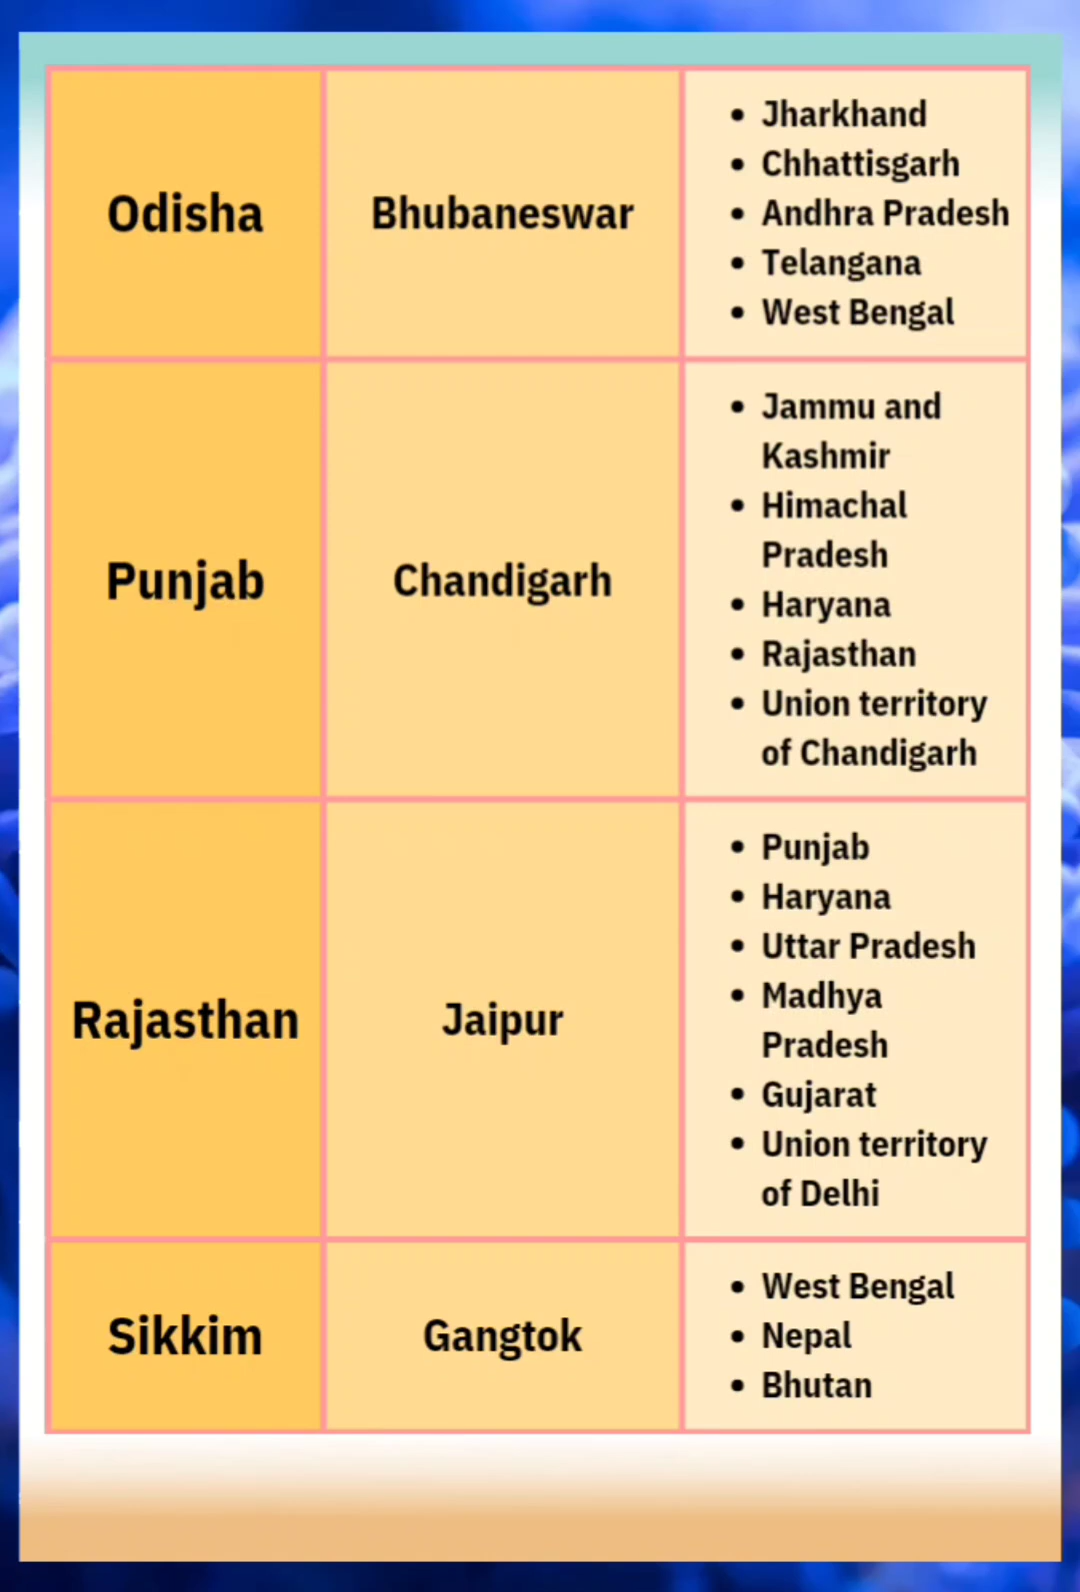 Odisha
Bhubaneswar
• Jharkhand
• Chhattisgarh
• Andhra Pradesh
• Telangana
• West Bengal
Punjab
Chandigarh
• Jammu and
Kashmir
• Himachal
Pradesh
• Haryana
• Rajasthan
• Union territory
of Chandigarh
Rajasthan
Jaipur
• Punjab
• Haryana
• Uttar Pradesh
• Madhya
Pradesh
• Gujarat
• Union territory
of Delhi
Sikkim
Gangtok
• West Bengal
• Nepal
• Bhutan